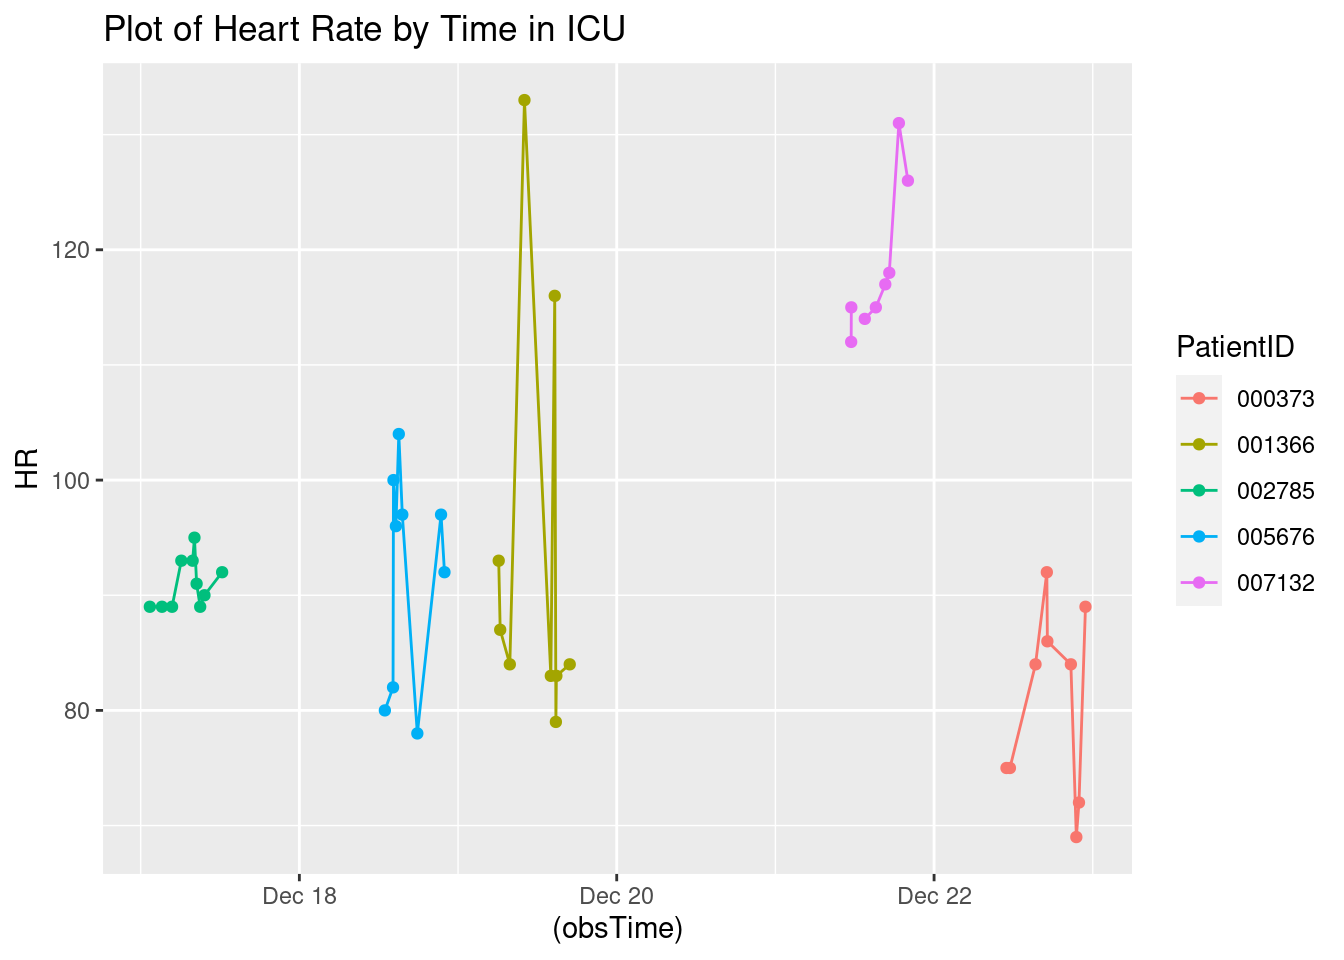 Plot of Heart Rate by Time in ICU
120
100
80
HR
Dec 18
Dec 20
Dec 22
(obsTime)
PatientID
000373
001366
002785
005676
007132